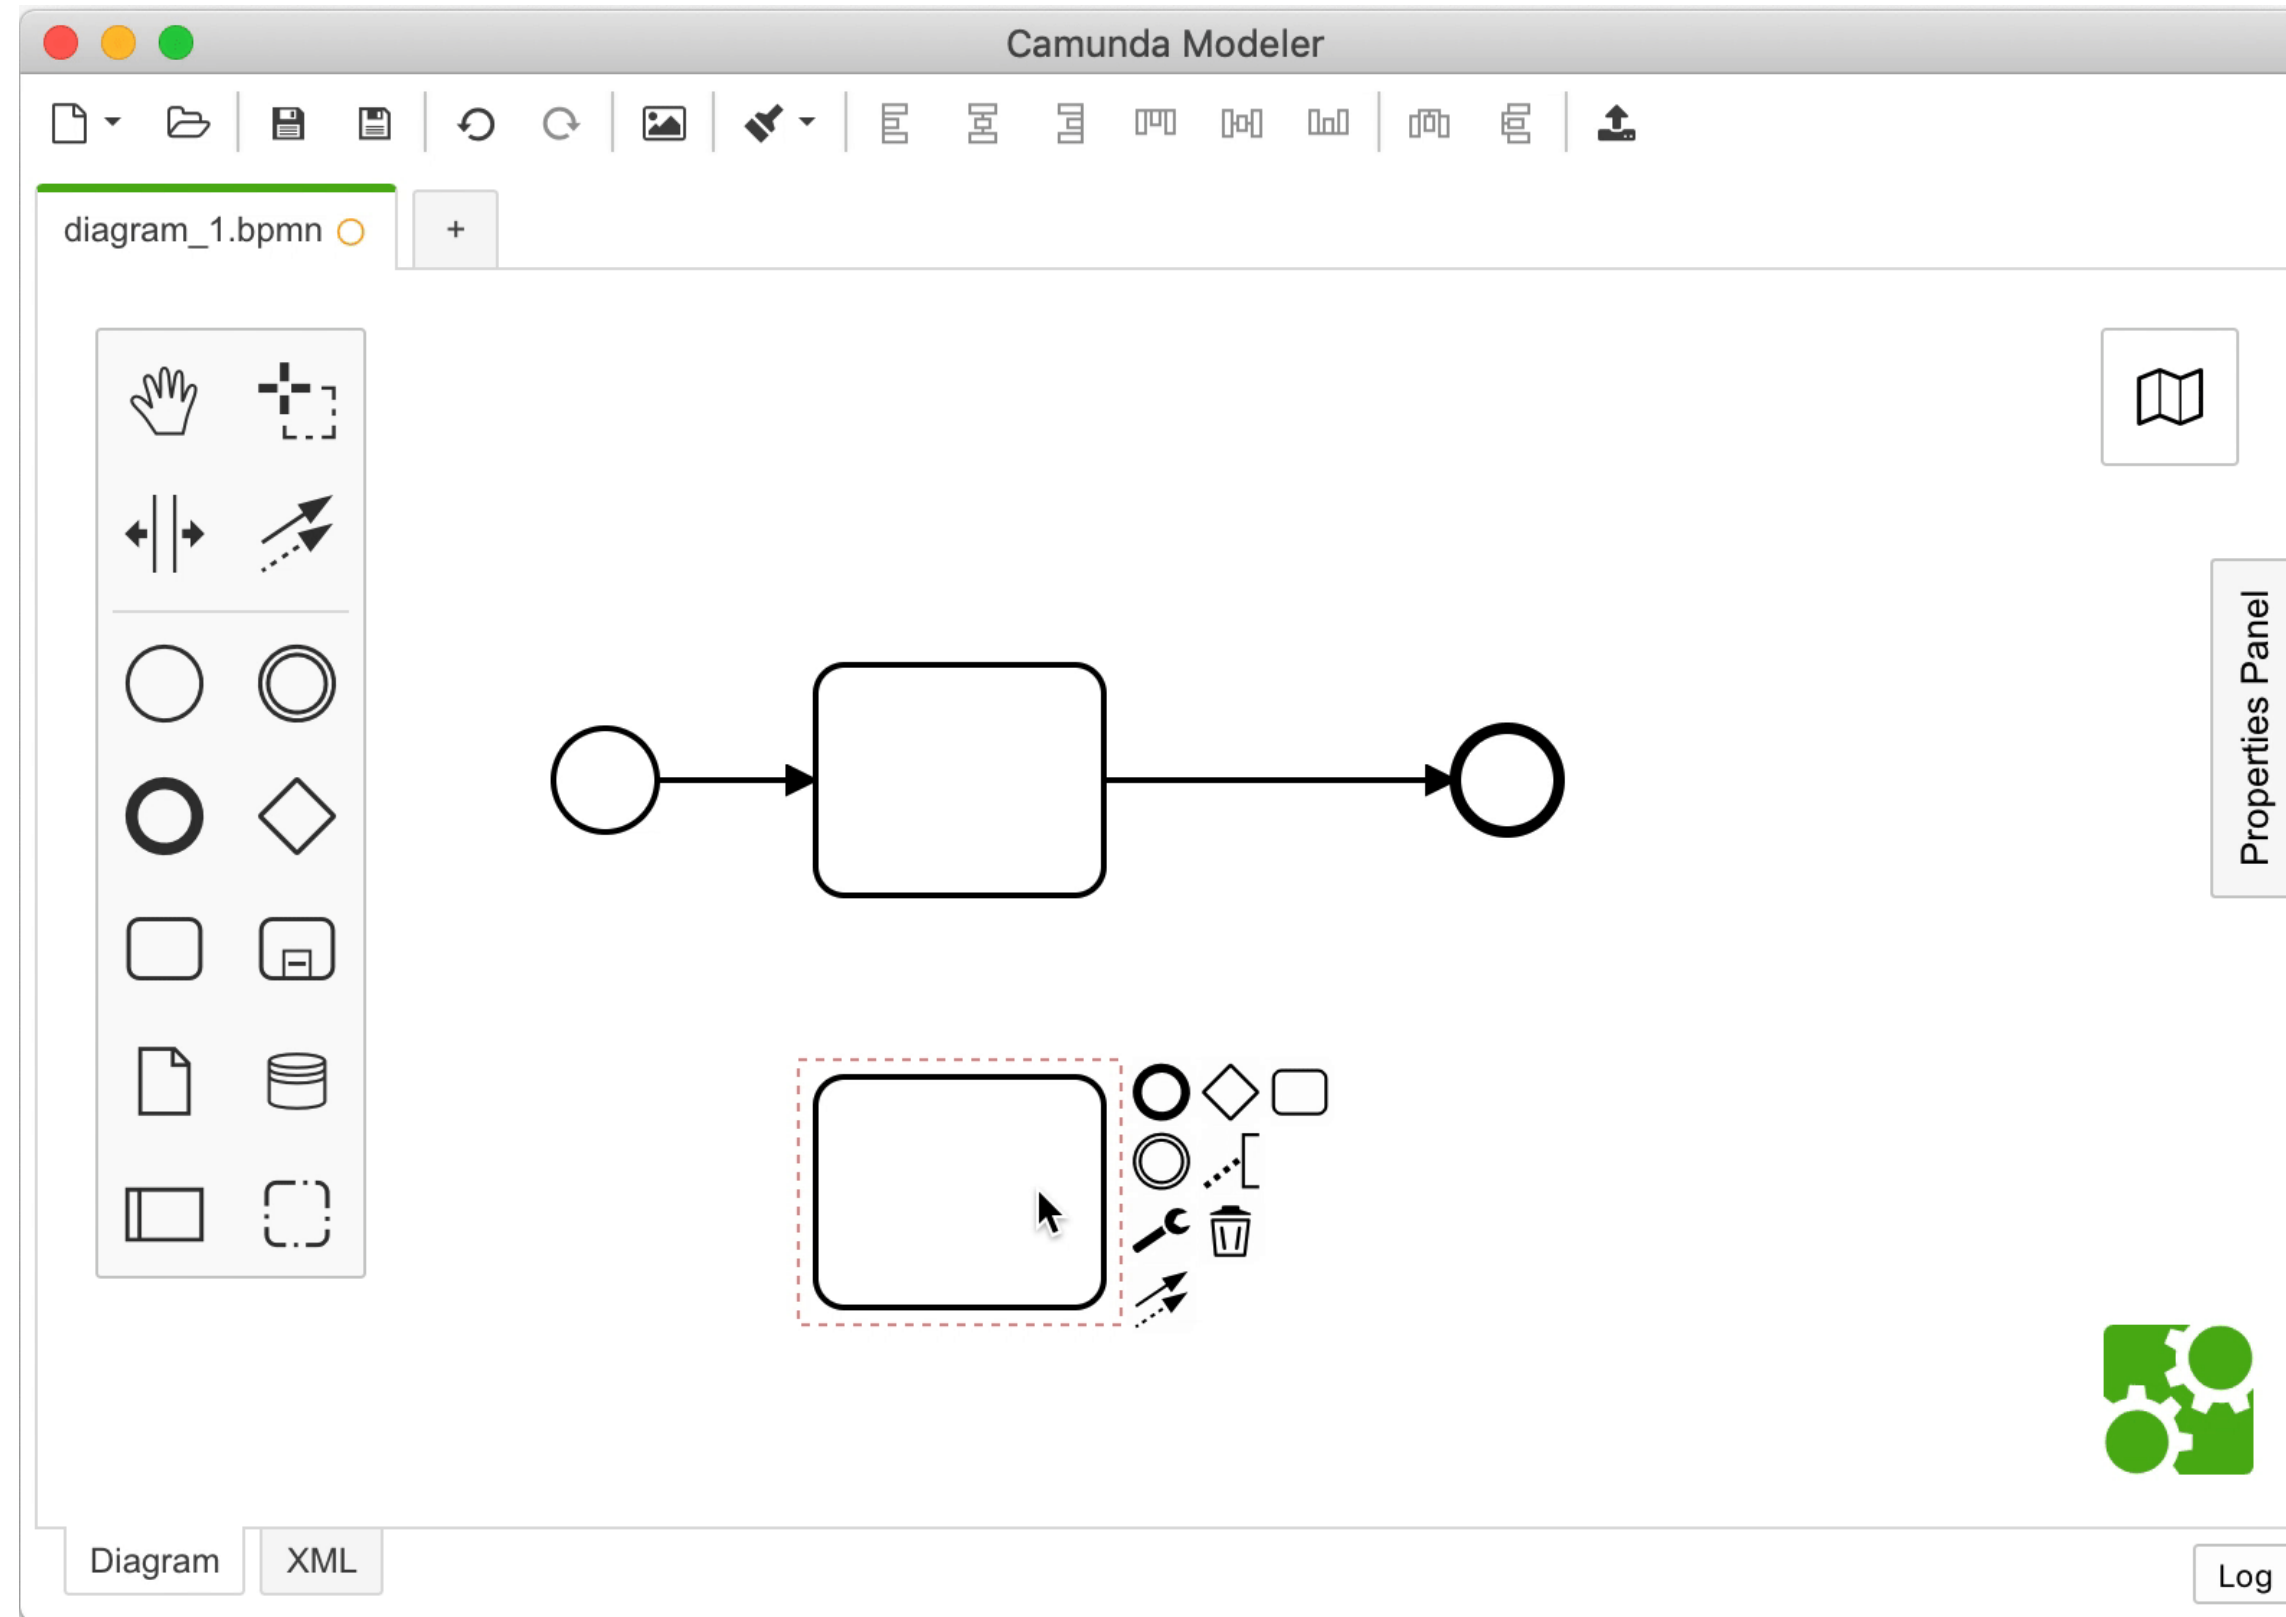 Camunda Modeler
diagram_1.bpmn
+
Properties Panel
Diagram
XML
Log